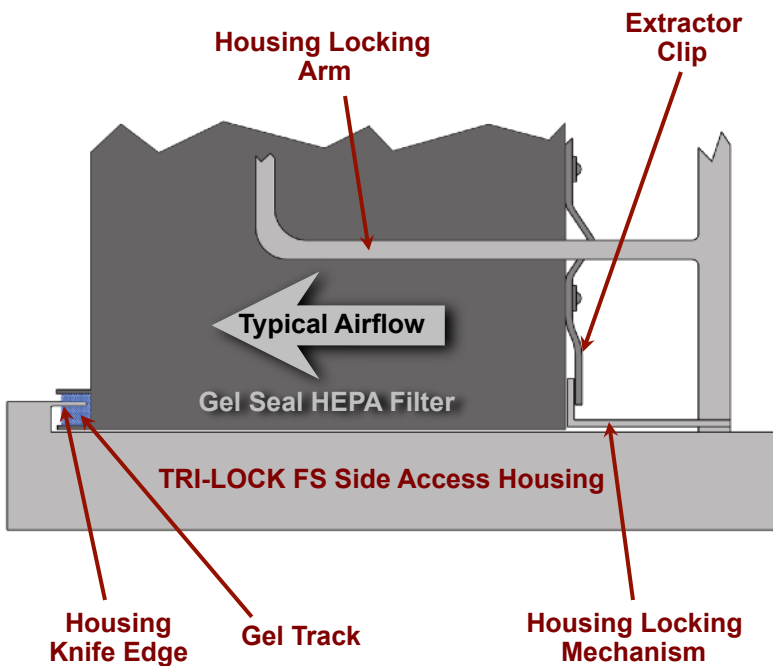 Housing Locking
Arm
Extractor
Clip
Typical Airflow
Gel Seal HEPA Filter
TRI-LOCK FS Side Access Housing
Housing
Knife Edge
Gel Track
Housing Locking
Mechanism